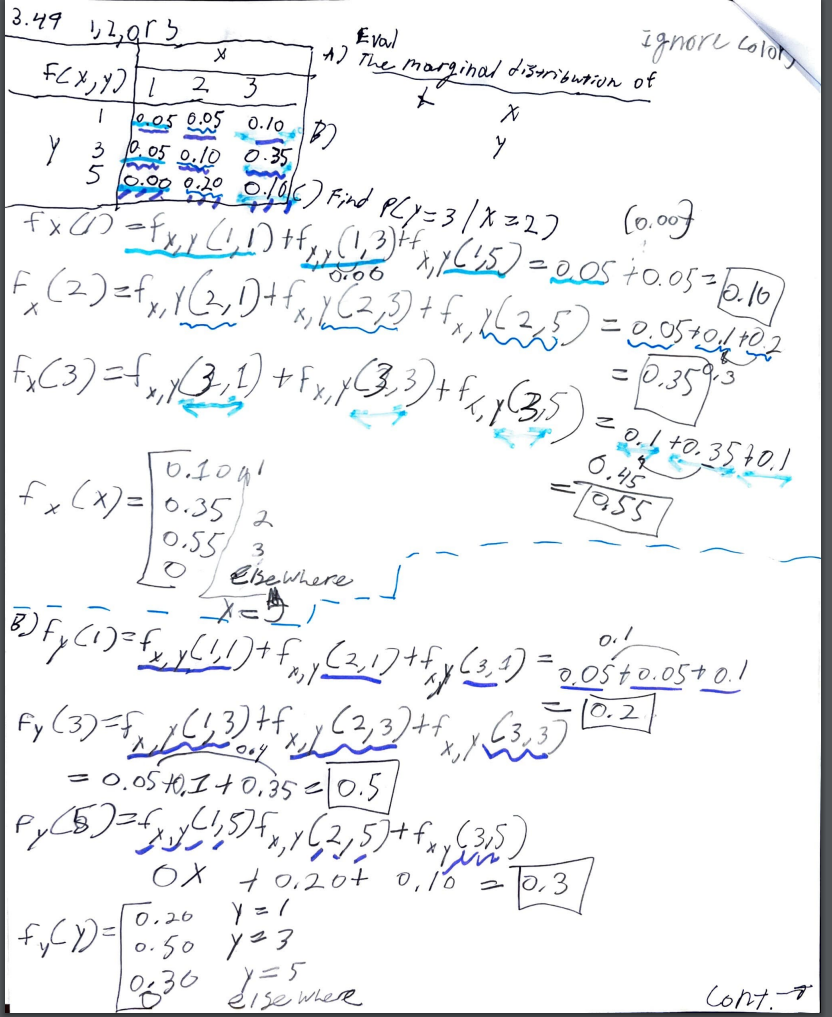 3.49 1,2,or 3
Ignore color,
Eval
A) The marginal distribution of
x
f(x,y) 1 2 3
x
1 0.05 0.05 0.10
B) y
y 3 0.05 0.10 0.35
5 0.00 0.20 0.10
C) Find P(Y=3 | X=2)
(0.00)
fx(1) = fx,y(1,1) + fx,y(1,3) + fx,y(1,5) = 0.05 + 0.05 = 0.10
0.00
Fx(2) = fx,y(2,1) + fx,y(2,3) + fx,y(2,5) = 0.05+0.1+0.2
0.3
= 0.35
fx(3) = fx,y(3,1) + fx,y(3,3) + fx,y(3,5)
= 0.1 + 0.35 + 0.1
0.45
= 0.55
fx(x) = 0.10 1
0.35 2
0.55 3
0 elsewhere
x=
B) fy(1) = fx,y(1,1) + fx,y(2,1) + fx,y(3,1) = 0.05+0.05+0.1
0.1
= 0.2
Fy(3) = fx,y(1,3) + fx,y(2,3) + fx,y(3,3)
0.4
= 0.05+0.1+0.35 = 0.5
Fy(5) = fx,y(1,5) fx,y(2,5) + fx,y(3,5)
0x + 0.20+ 0.10 = 0.3
fy(y) = 0.20 y=1
0.50 y=3
0.30 y=5
0 elsewhere
Cont. →